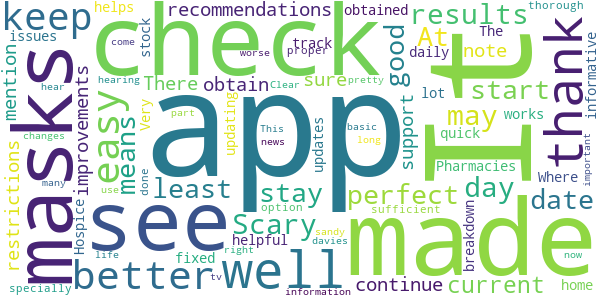 keep
helps
issues
mention
masks
improvements
restrictions
Hospice
changes
hear
many
specially
easy
means
use
life
check
come
stock
There
Very
done
part
recommendations
worse
hearing
proper
Clear
track
obtain
sure
updating
This
news
app
see
better
least
well
fixed
Scary
stay
option
helpful
right
tv
information
sandy
davies
updates
basic
long
obtained
pretty
good
support
perfect
sufficient
continue
made
current
breakdown
day
may
At
daily
lot
results
The
note
start
quick
works
Pharmacies
It
thank
thorough
informative
Where
important
date
now
home